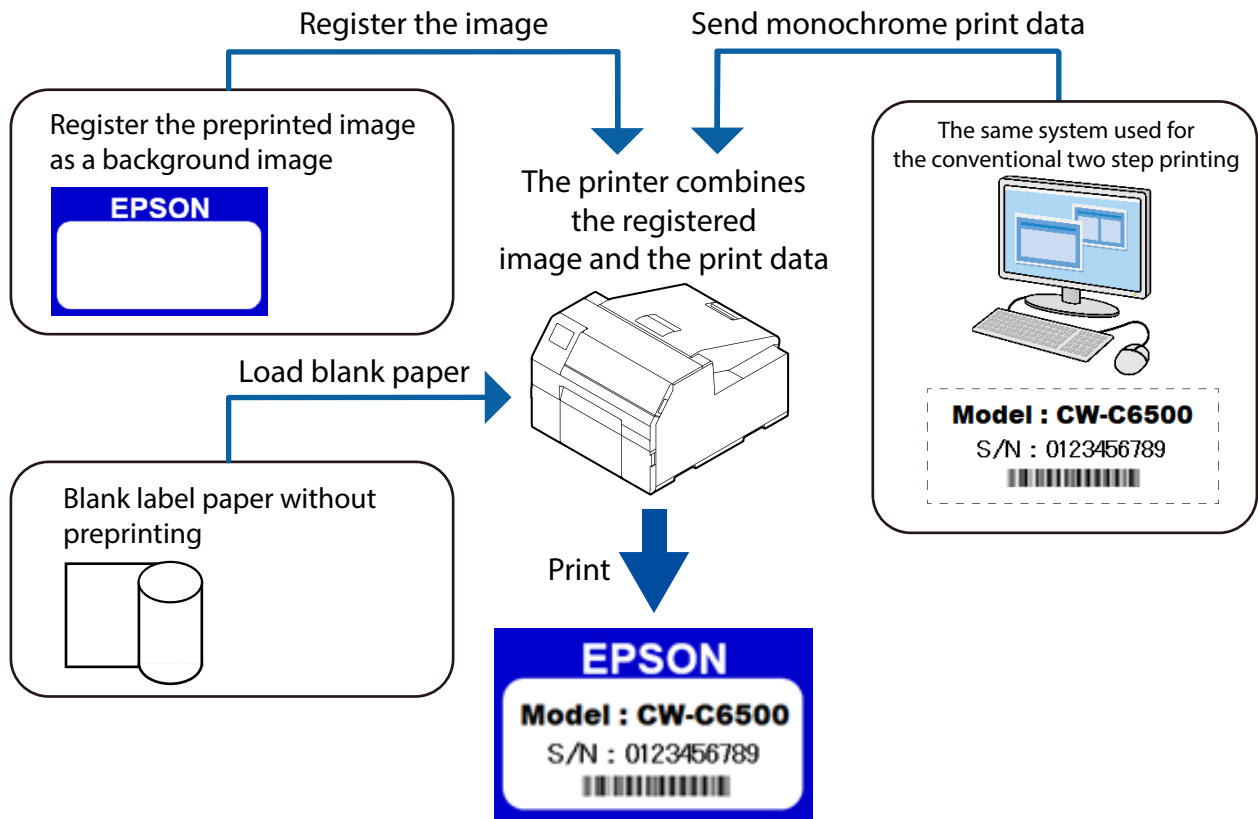 Register the image
Send monochrome print data
Register the preprinted image
as a background image
EPSON
The same system used for
the conventional two step printing
The printer combines
the registered
image and the print data
Load blank paper
Model : CW-C6500
S/N : 0123456789
Blank label paper without
preprinting
Print
EPSON
Model : CW-C6500
S/N : 0123456789